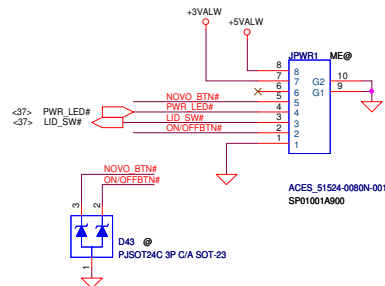 +3VALW
+5VALW
JPWR1 ME@
8 8
7 7
6 6 G2 10
NOVO_BTN# 5 5 G1 9
<37> PWR_LED# PWR_LED# 4 4
<37> LID_SW# LID_SW# 3 3
ON/OFFBTN# 2 2
1 1
NOVO_BTN#
ON/OFFBTN#
ACES_51524-0080N-001
SP01001A900
3 2
D43 @
PJSOT24C 3P C/A SOT-23
1